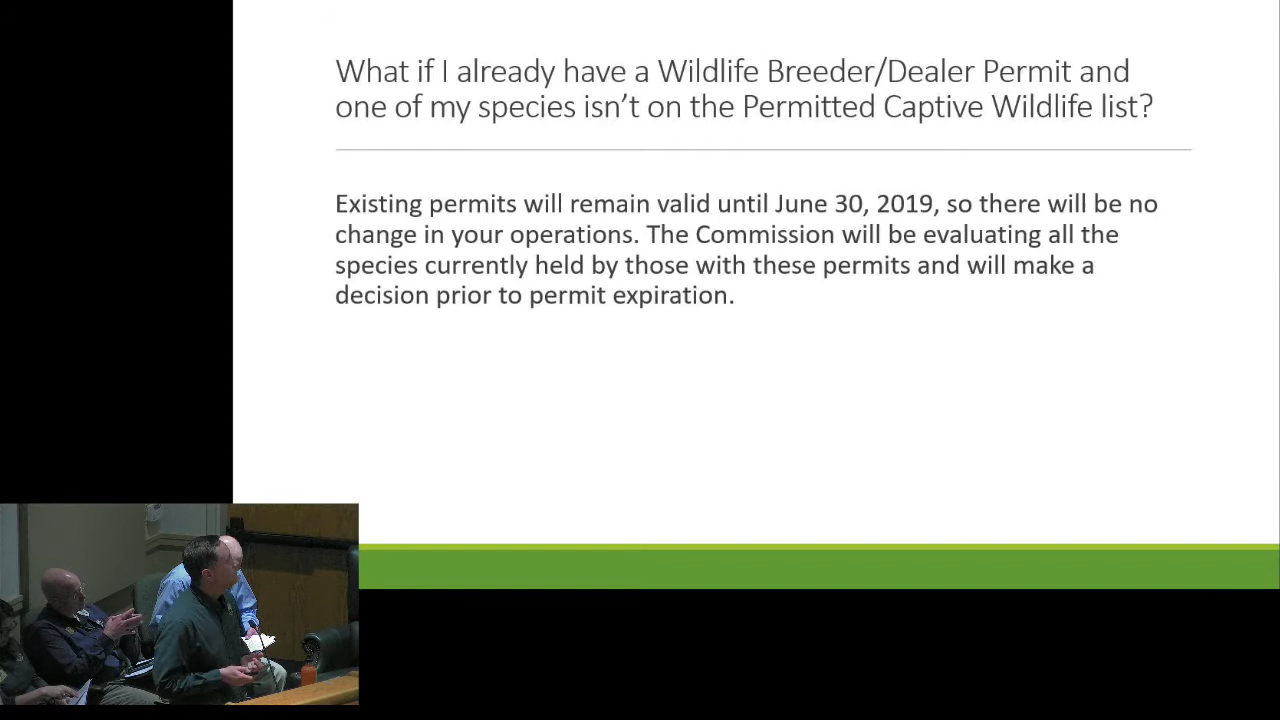 What if I already have a Wildlife Breeder/Dealer Permit and
one of my species isn’t on the Permitted Captive Wildlife list?
Existing permits will remain valid until June 30, 2019, so there will be no
change in your operations. The Commission will be evaluating all the
species currently held by those with these permits and will make a
decision prior to permit expiration.